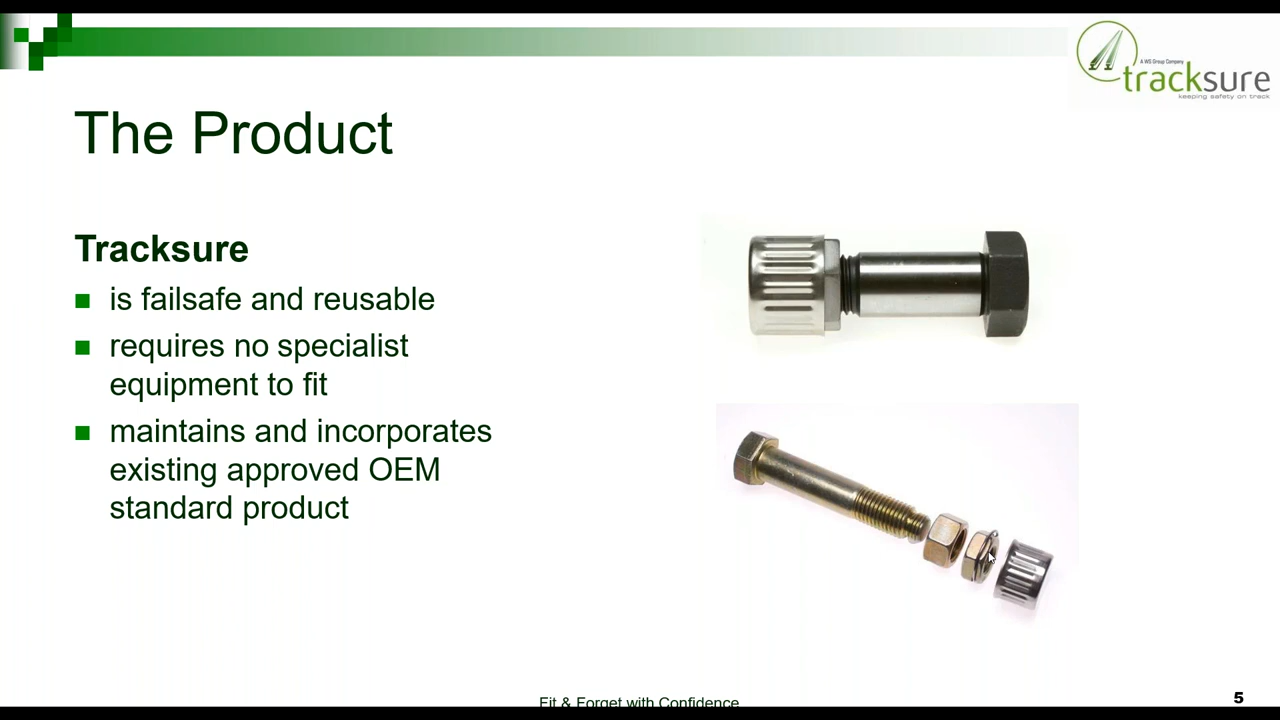 A WG Group Company
tracksure
keeping safety on track
The Product
Tracksure
is failsafe and reusable
requires no specialist
equipment to fit
maintains and incorporates
existing approved OEM
standard product
Fit & Forget with Confidence
5